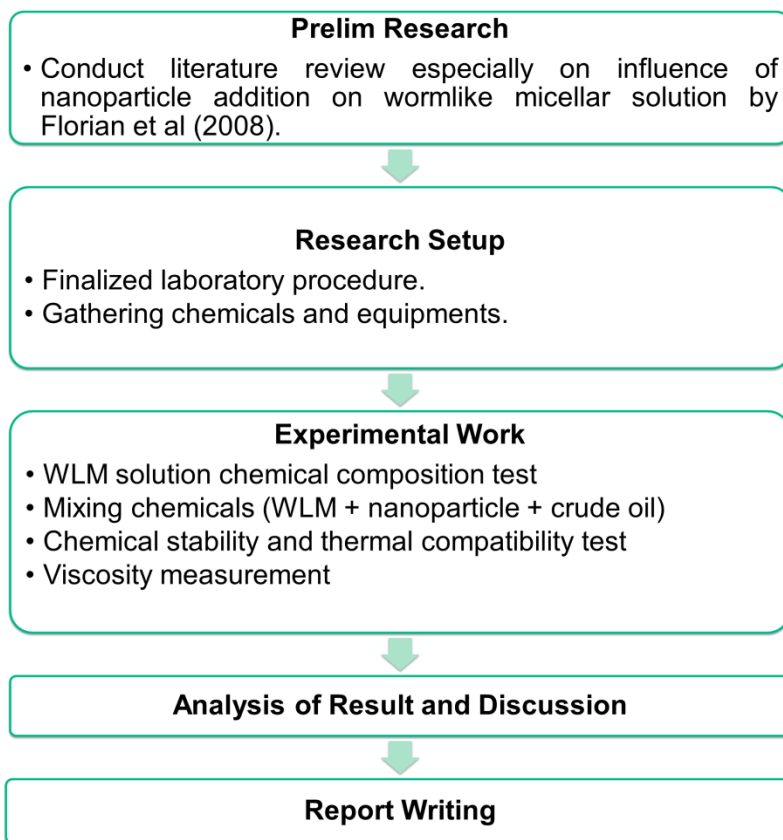 Prelim Research
• Conduct literature review especially on influence of
nanoparticle addition on wormlike micellar solution by
Florian et al (2008).
Research Setup
• Finalized laboratory procedure.
• Gathering chemicals and equipments.
Experimental Work
• WLM solution chemical composition test
• Mixing chemicals (WLM + nanoparticle + crude oil)
• Chemical stability and thermal compatibility test
• Viscosity measurement
Analysis of Result and Discussion
Report Writing